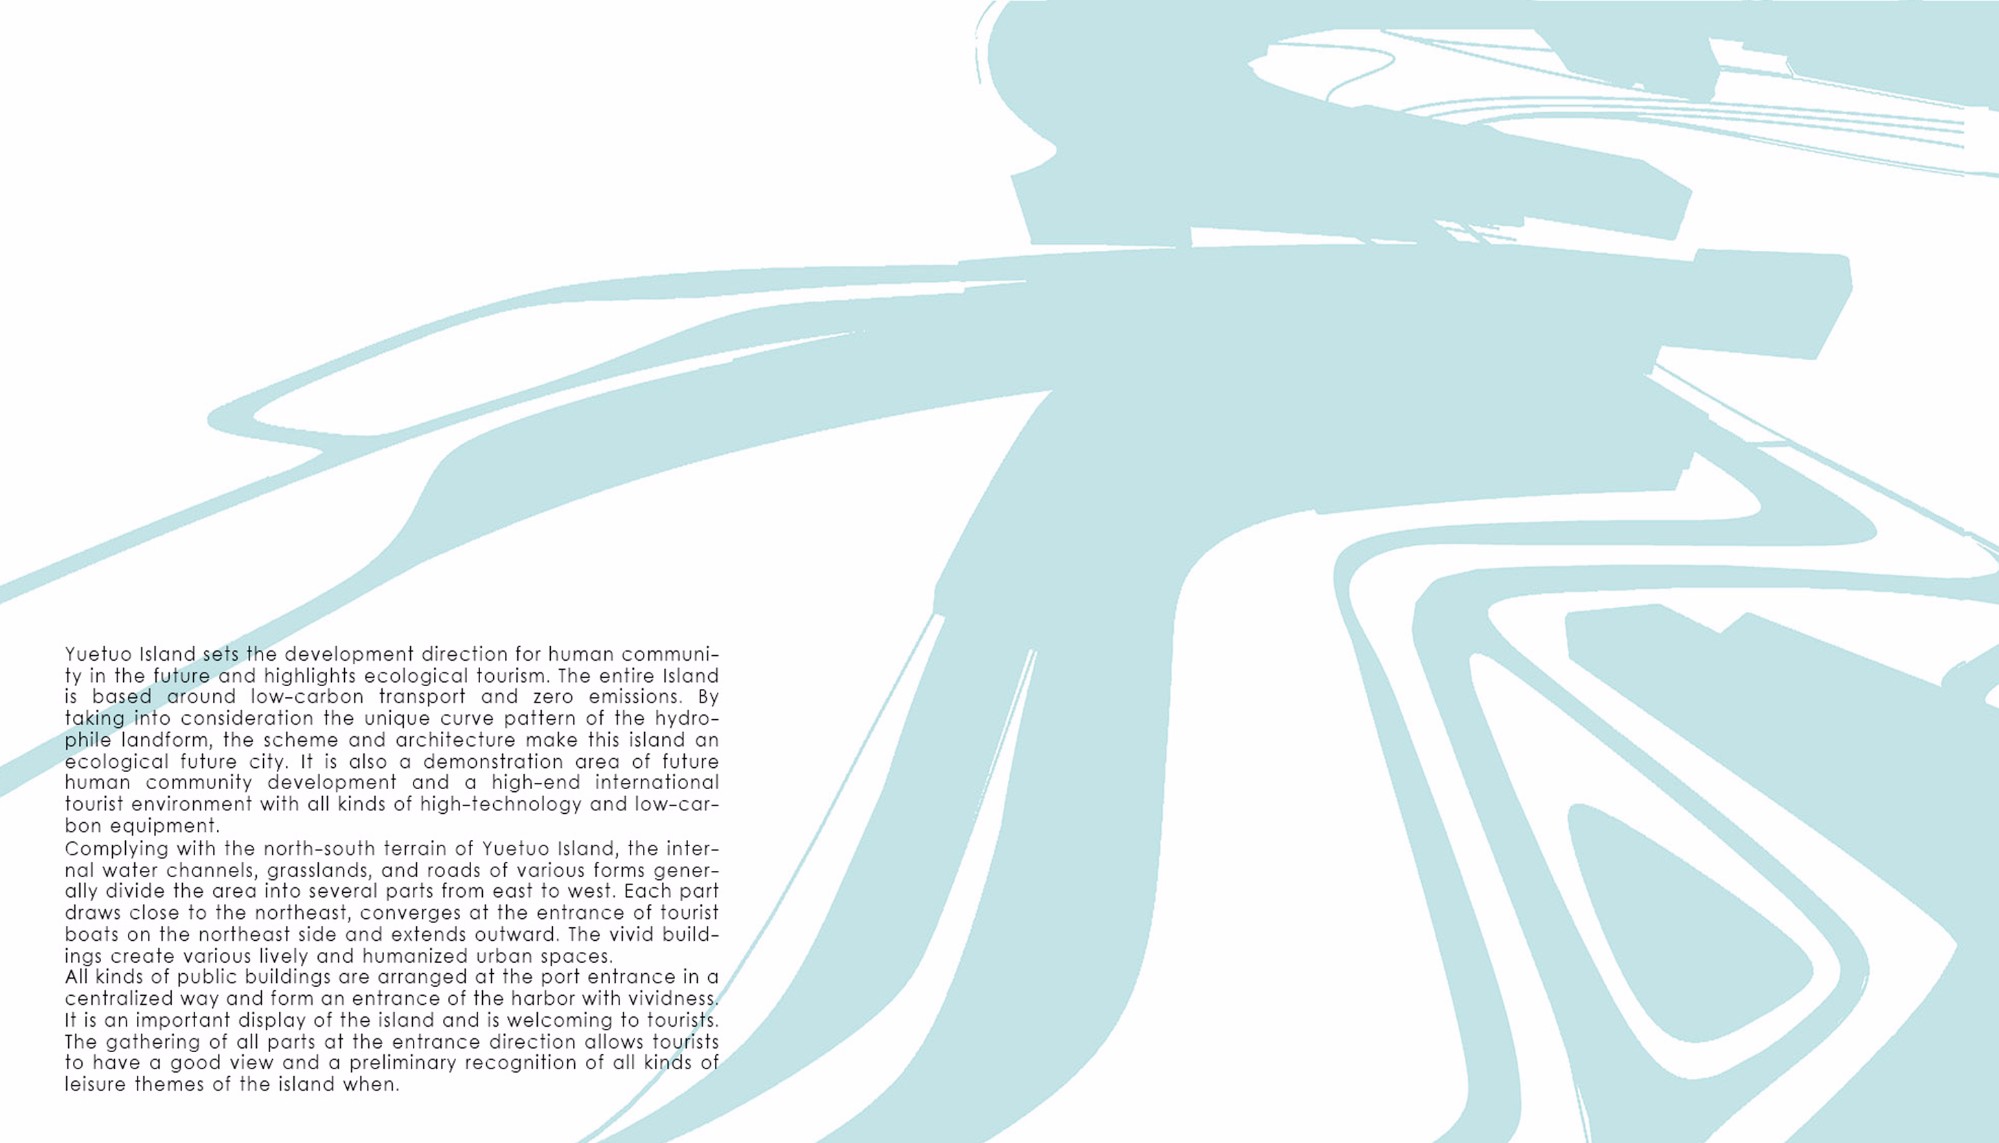 Yuetuo Island sets the development direction for human communi-
ty in the future and highlights ecological tourism. The entire Island
is based around low-carbon transport and zero emissions. By
taking into consideration the unique curve pattern of the hydro-
phile landform, the scheme and architecture make this island an
ecological future city. It is also a demonstration area of future
human community development and a high-end international
tourist environment with all kinds of high-technology and low-car-
bon equipment.
Complying with the north-south terrain of Yuetuo Island, the inter-
nal water channels, grasslands, and roads of various forms gener-
ally divide the area into several parts from east to west. Each part
draws close to the northeast, converges at the entrance of tourist
boats on the northeast side and extends outward. The vivid build-
ings create various lively and humanized urban spaces.
All kinds of public buildings are arranged at the port entrance in a
centralized way and form an entrance of the harbor with vividness.
It is an important display of the island and is welcoming to tourists.
The gathering of all parts at the entrance direction allows tourists
to have a good view and a preliminary recognition of all kinds of
leisure themes of the island when.